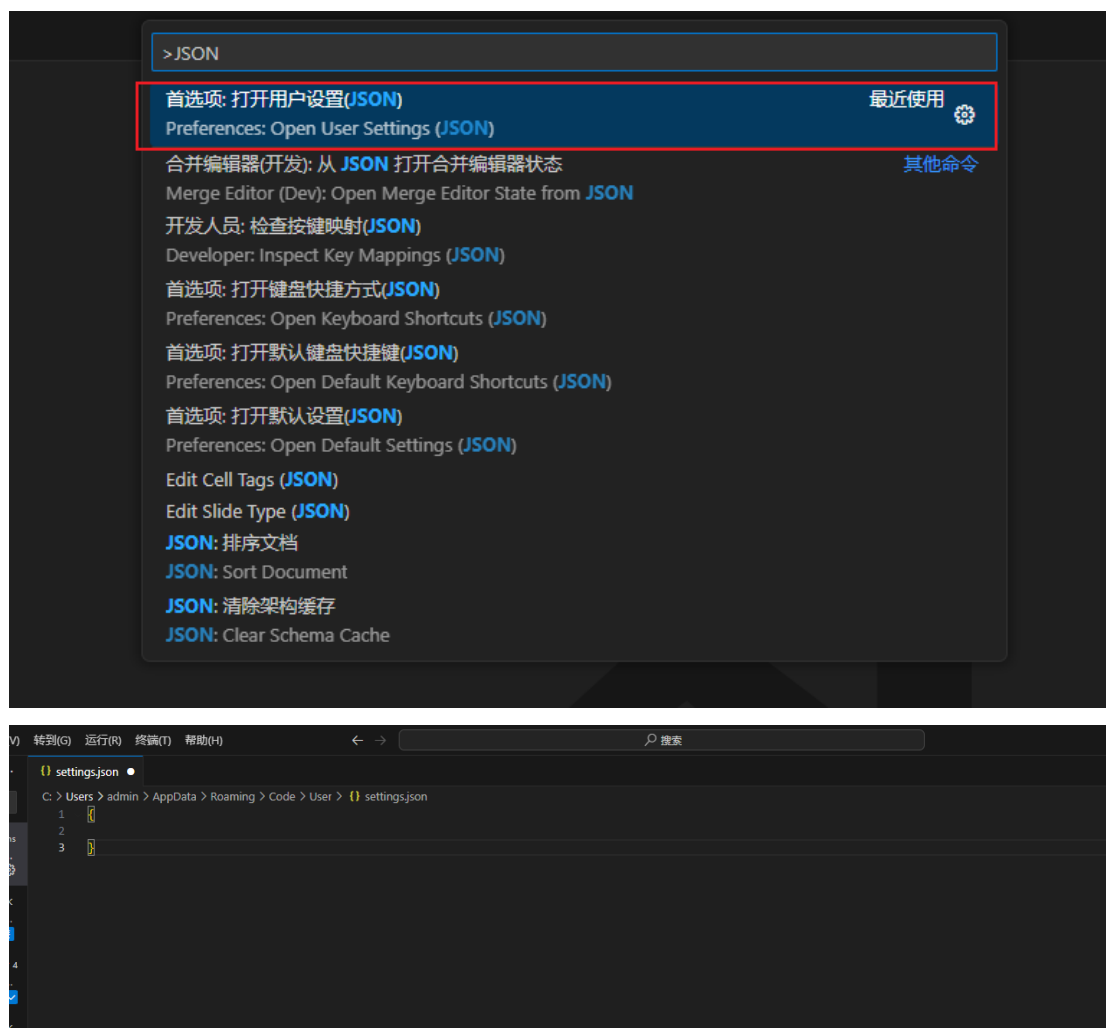 >JSON
首选项: 打开用户设置(JSON)
最近使用
Preferences: Open User Settings (JSON)
合并编辑器(开发): 从 JSON 打开合并编辑器状态
其他命令
Merge Editor (Dev): Open Merge Editor State from JSON
开发人员: 检查按键映射(JSON)
Developer: Inspect Key Mappings (JSON)
首选项: 打开键盘快捷方式(JSON)
Preferences: Open Keyboard Shortcuts (JSON)
首选项: 打开默认键盘快捷键(JSON)
Preferences: Open Default Keyboard Shortcuts (JSON)
首选项: 打开默认设置(JSON)
Preferences: Open Default Settings (JSON)
Edit Cell Tags (JSON)
Edit Slide Type (JSON)
JSON: 排序文档
JSON: Sort Document
JSON: 清除架构缓存
JSON: Clear Schema Cache
V) 转到(G) 运行(R) 终端(T) 帮助(H) ← → 搜索
{} settings.json ●
C: > Users > admin > AppData > Roaming > Code > User > {} settings.json
1 {
2
3 }
4